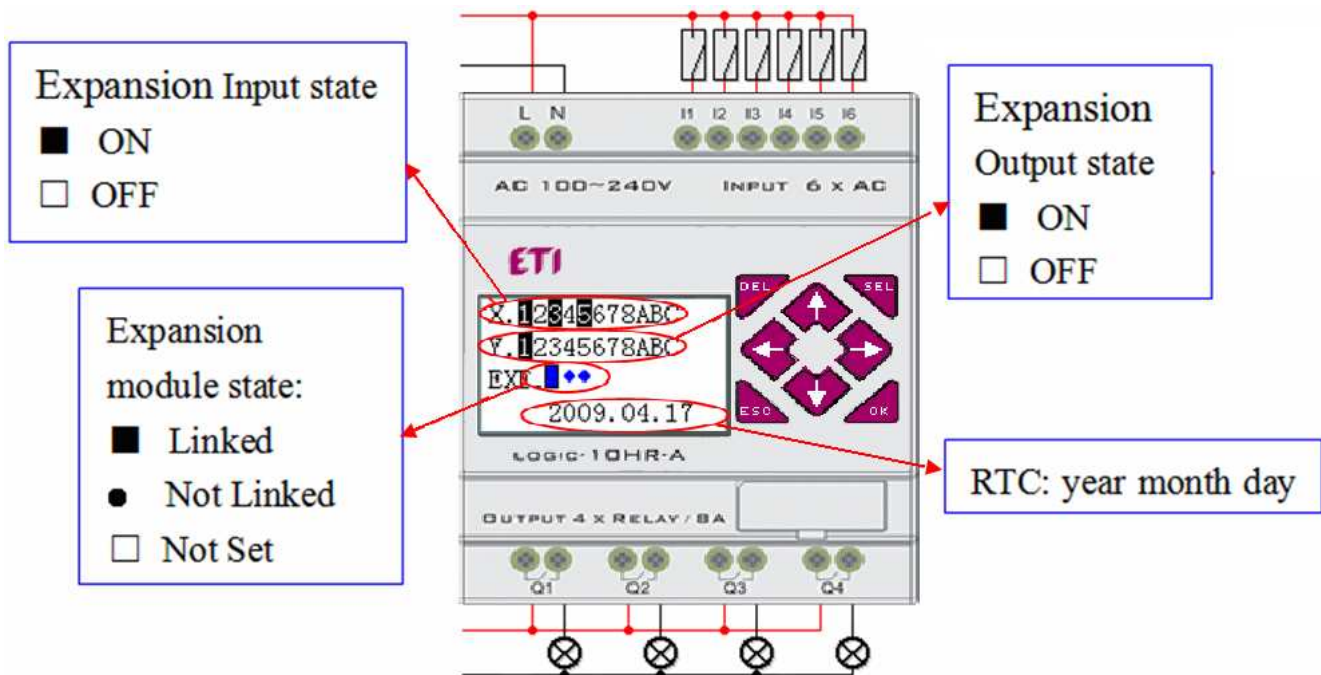 Expansion Input state
■ ON
□ OFF
Expansion
module state:
■ Linked
● Not Linked
□ Not Set
L N I1 I2 I3 I4 I5 I6
AC 100~240V INPUT 6 x AC
ETI
X.12345678ABC
Y.12345678ABC
EXE.
2009.04.17
DEL SEL
ESC OK
LOGIC-10HR-A
OUTPUT 4 x RELAY / 8A
Q1 Q2 Q3 Q4
Expansion
Output state
■ ON
□ OFF
RTC: year month day